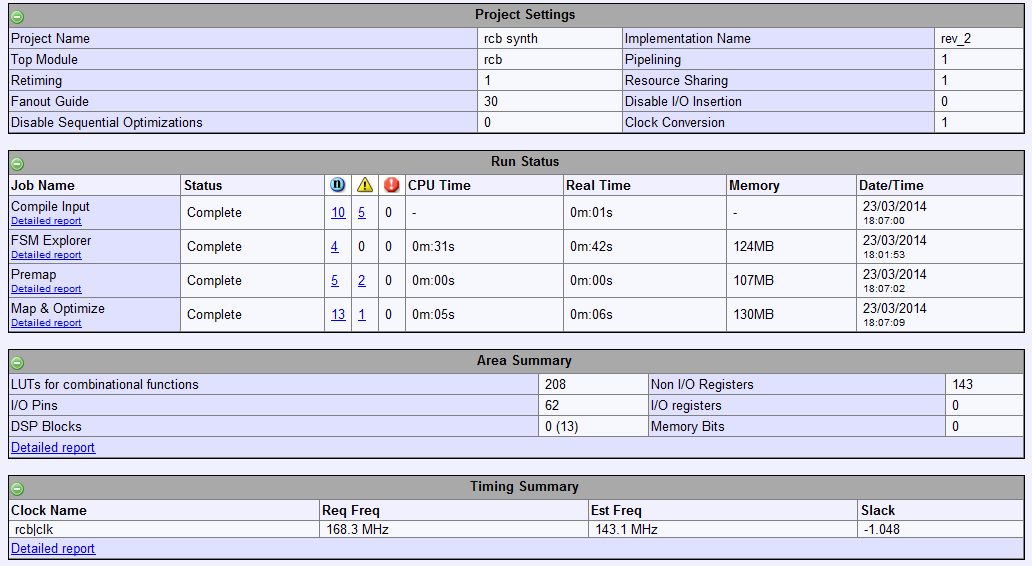 Project Settings
Project Name rcb synth Implementation Name rev_2
Top Module rcb Pipelining 1
Retiming 1 Resource Sharing 1
Fanout Guide 30 Disable I/O Insertion 0
Disable Sequential Optimizations 0 Clock Conversion 1
Run Status
Job Name Status n ! ! CPU Time Real Time Memory Date/Time
Compile Input Complete 10 5 0 - 0m:01s - 23/03/2014
Detailed report 18:07:00
FSM Explorer Complete 4 0 0 0m:31s 0m:42s 124MB 23/03/2014
Detailed report 18:01:53
Premap Complete 5 2 0 0m:00s 0m:00s 107MB 23/03/2014
Detailed report 18:07:02
Map & Optimize Complete 13 1 0 0m:05s 0m:06s 130MB 23/03/2014
Detailed report 18:07:09
Area Summary
LUTs for combinational functions 208 Non I/O Registers 143
I/O Pins 62 I/O registers 0
DSP Blocks 0 (13) Memory Bits 0
Detailed report
Timing Summary
Clock Name Req Freq Est Freq Slack
rcb|clk 168.3 MHz 143.1 MHz -1.048
Detailed report